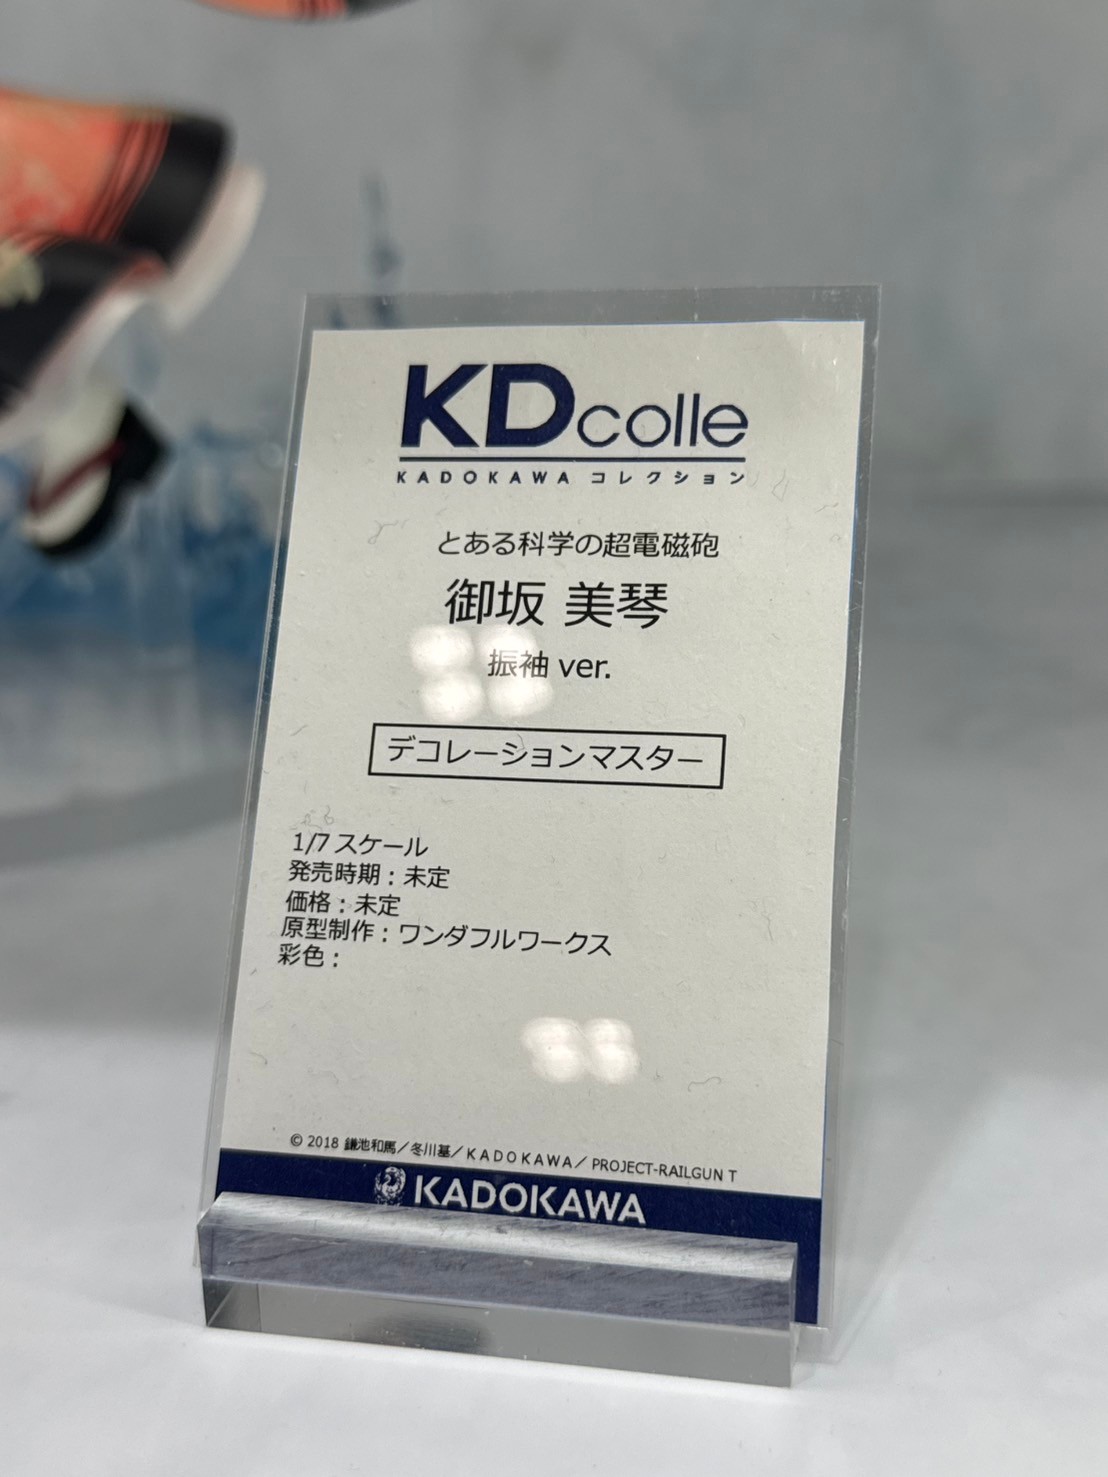 KDcolle
KADOKAWA コレクション
とある科学の超電磁砲
御坂 美琴
振袖 ver.
デコレーションマスター
1/7 スケール
発売時期：未定
価格：未定
原型制作：ワンダフルワークス
彩色：
© 2018 鎌池和馬／冬川基／KADOKAWA／PROJECT-RAILGUN T
KADOKAWA